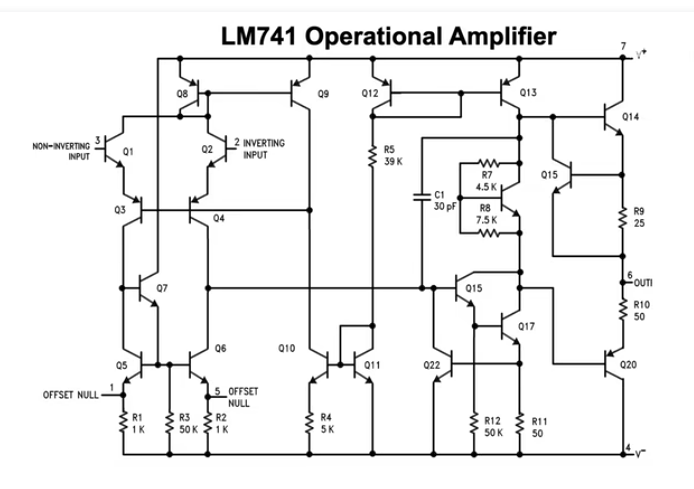 LM741 Operational Amplifier
7
V+
Q8
Q9
Q12
Q13
Q14
3
NON-INVERTING
INPUT
Q1
Q2
2 INVERTING
INPUT
R5
39 K
R7
4.5 K
Q15
C1
30 pF
R8
7.5 K
Q3
Q4
R9
25
Q7
Q15
6
OUTI
R10
50
Q17
Q5
Q6
Q10
Q11
Q22
Q20
OFFSET NULL
1
5 OFFSET
NULL
R1
1 K
R3
50 K
R2
1 K
R4
5 K
R12
50 K
R11
50
4
V-